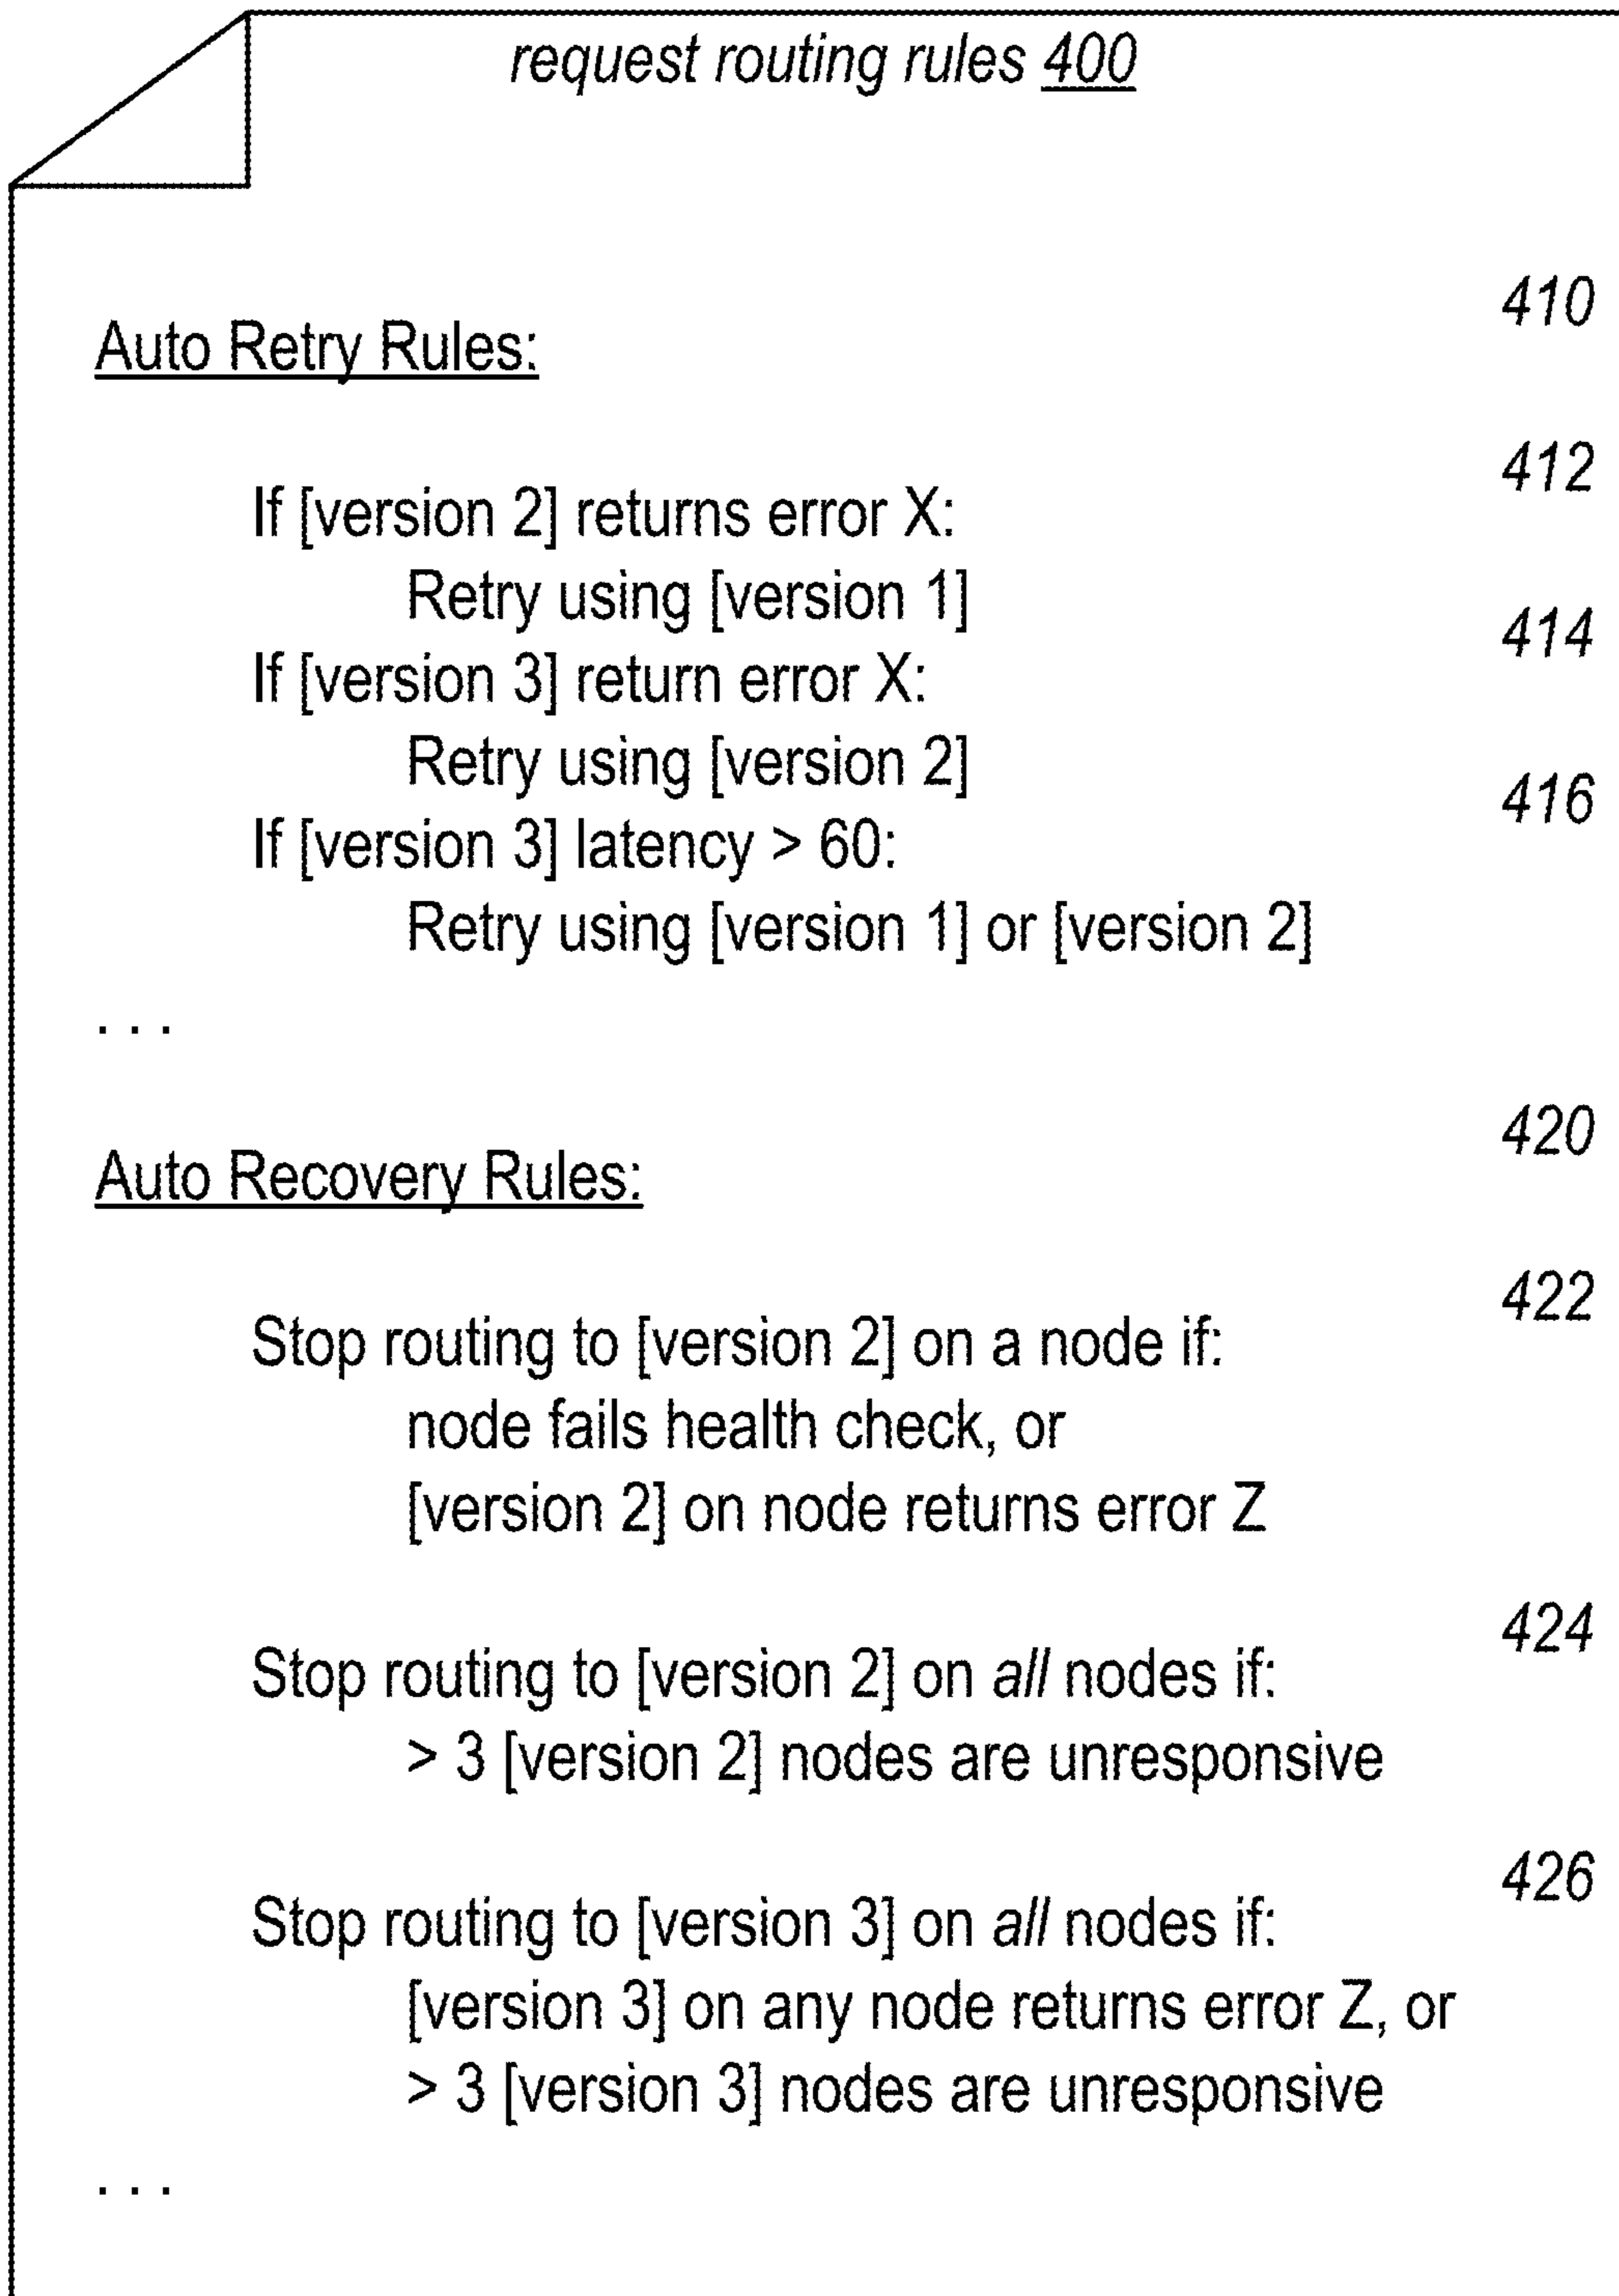 request routing rules 400
410
Auto Retry Rules:
412
If [version 2] returns error X:
Retry using [version 1]
414
If [version 3] return error X:
Retry using [version 2]
416
If [version 3] latency > 60:
Retry using [version 1] or [version 2]
. . .
420
Auto Recovery Rules:
422
Stop routing to [version 2] on a node if:
node fails health check, or
[version 2] on node returns error Z
424
Stop routing to [version 2] on all nodes if:
> 3 [version 2] nodes are unresponsive
426
Stop routing to [version 3] on all nodes if:
[version 3] on any node returns error Z, or
> 3 [version 3] nodes are unresponsive
. . .